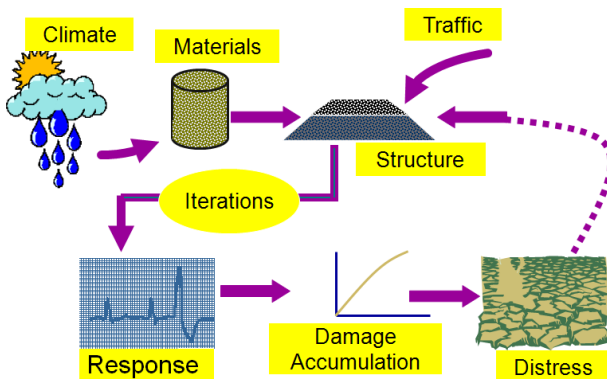 Climate
Materials
Traffic
Structure
Iterations
Response
Damage
Accumulation
Distress